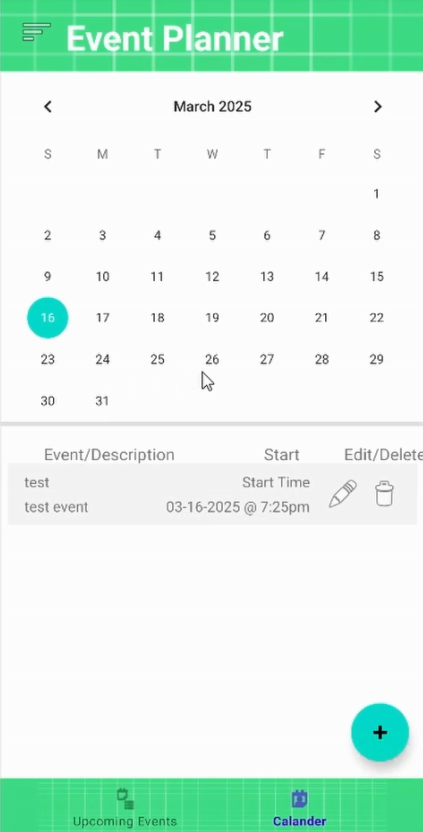 Event Planner
March 2025
S M T W T F S
1
2 3 4 5 6 7 8
9 10 11 12 13 14 15
16 17 18 19 20 21 22
23 24 25 26 27 28 29
30 31
Event/Description Start Edit/Delete
test Start Time
test event 03-16-2025 @ 7:25pm
+
Upcoming Events Calander